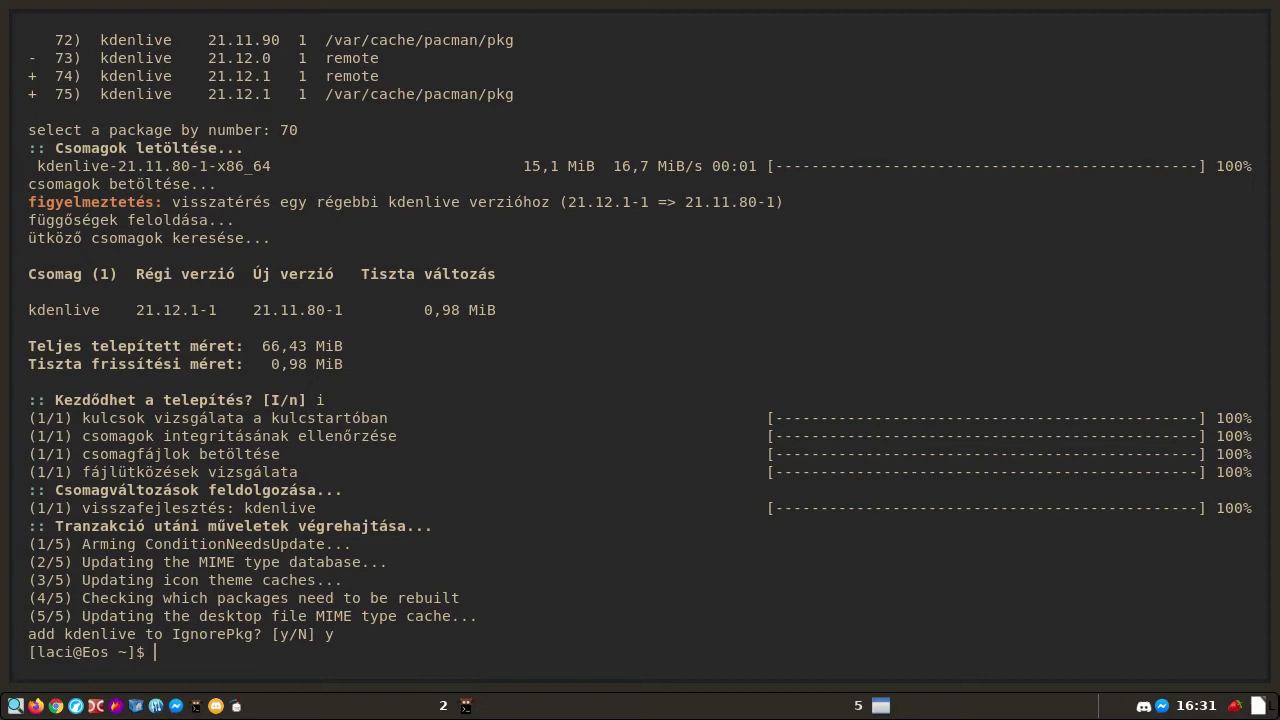 72)  kdenlive    21.11.90  1  /var/cache/pacman/pkg
-  73)  kdenlive    21.12.0   1  remote
+  74)  kdenlive    21.12.1   1  remote
+  75)  kdenlive    21.12.1   1  /var/cache/pacman/pkg
select a package by number: 70
:: Csomagok letöltése...
kdenlive-21.11.80-1-x86_64    15,1 MiB  16,7 MiB/s 00:01 [-----------------------------------------------] 100%
csomagok betöltése...
figyelmeztetés: visszatérés egy régebbi kdenlive verzióhoz (21.12.1-1 => 21.11.80-1)
függőségek feloldása...
ütköző csomagok keresése...
Csomag (1)  Régi verzió  Új verzió   Tiszta változás
kdenlive    21.12.1-1    21.11.80-1         0,98 MiB
Teljes telepített méret:  66,43 MiB
Tiszta frissítési méret:   0,98 MiB
:: Kezdődhet a telepítés? [I/n] i
(1/1) kulcsok vizsgálata a kulcstartóban    [-----------------------------------------------] 100%
(1/1) csomagok integritásának ellenőrzése    [-----------------------------------------------] 100%
(1/1) csomagfájlok betöltése    [-----------------------------------------------] 100%
(1/1) fájlütközések vizsgálata    [-----------------------------------------------] 100%
:: Csomagváltozások feldolgozása...
(1/1) visszafejlesztés: kdenlive    [-----------------------------------------------] 100%
:: Tranzakció utáni műveletek végrehajtása...
(1/5) Arming ConditionNeedsUpdate...
(2/5) Updating the MIME type database...
(3/5) Updating icon theme caches...
(4/5) Checking which packages need to be rebuilt
(5/5) Updating the desktop file MIME type cache...
add kdenlive to IgnorePkg? [y/N] y
[laci@Eos ~]$
2    5    16:31